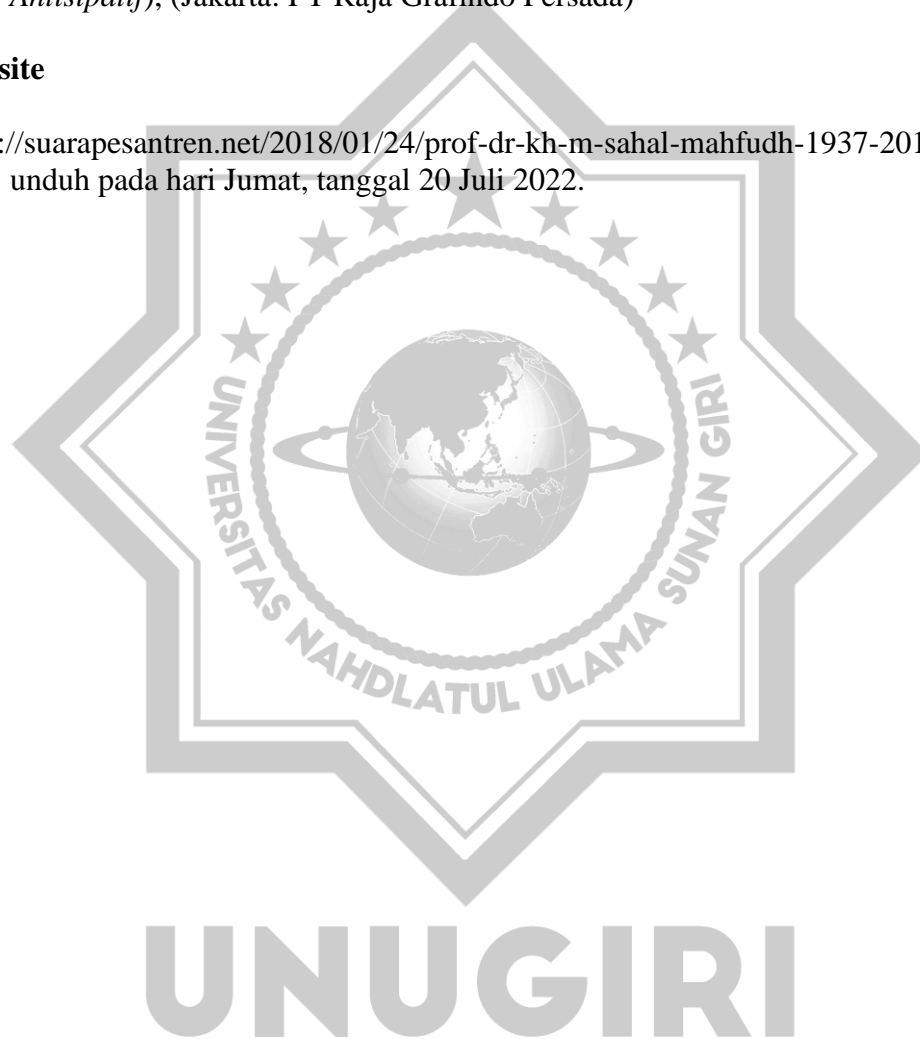 Antisipatif), (Jakarta: PT Raja Grafindo Persada)
site
://suarapesantren.net/2018/01/24/prof-dr-kh-m-sahal-mahfudh-1937-201
unduh pada hari Jumat, tanggal 20 Juli 2022.
UNIVERSITAS NAHDLATUL ULAMA SUNAN GIRI
UNUGIRI